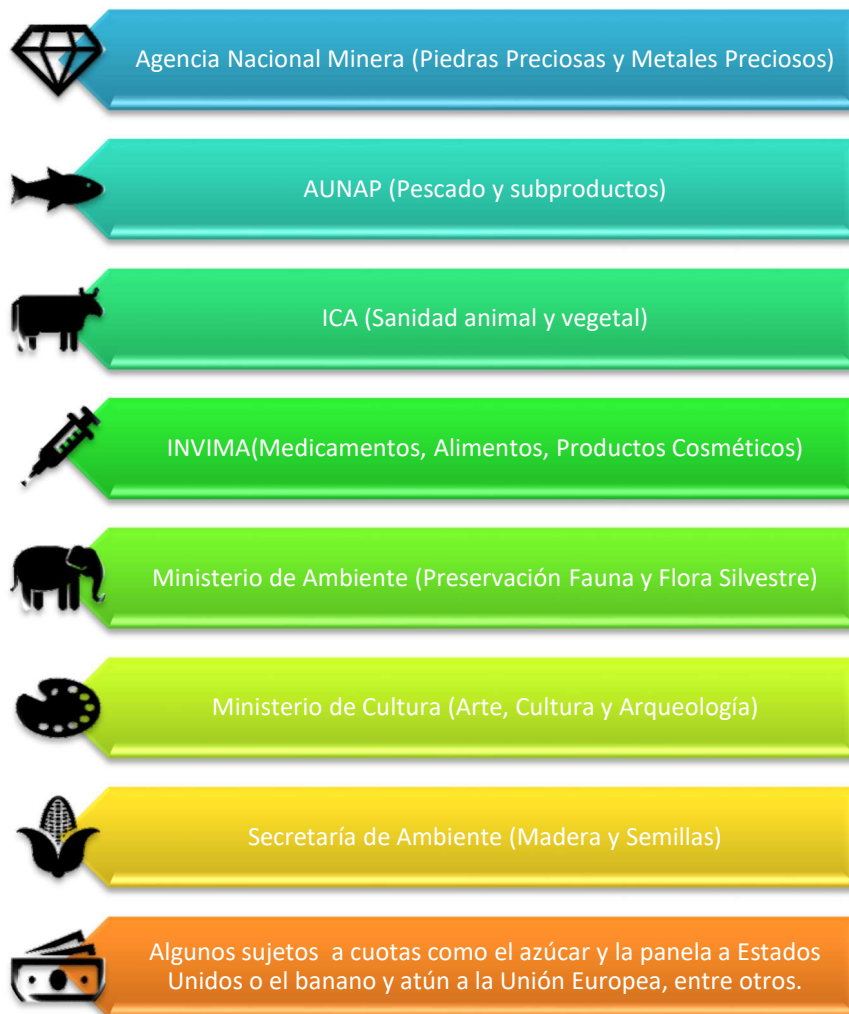 Agencia Nacional Minera (Piedras Preciosas y Metales Preciosos)
AUNAP (Pescado y subproductos)
ICA (Sanidad animal y vegetal)
INVIMA(Medicamentos, Alimentos, Productos Cosméticos)
Ministerio de Ambiente (Preservación Fauna y Flora Silvestre)
Ministerio de Cultura (Arte, Cultura y Arqueología)
Secretaría de Ambiente (Madera y Semillas)
Algunos sujetos  a cuotas como el azúcar y la panela a Estados
Unidos o el banano y atún a la Unión Europea, entre otros.